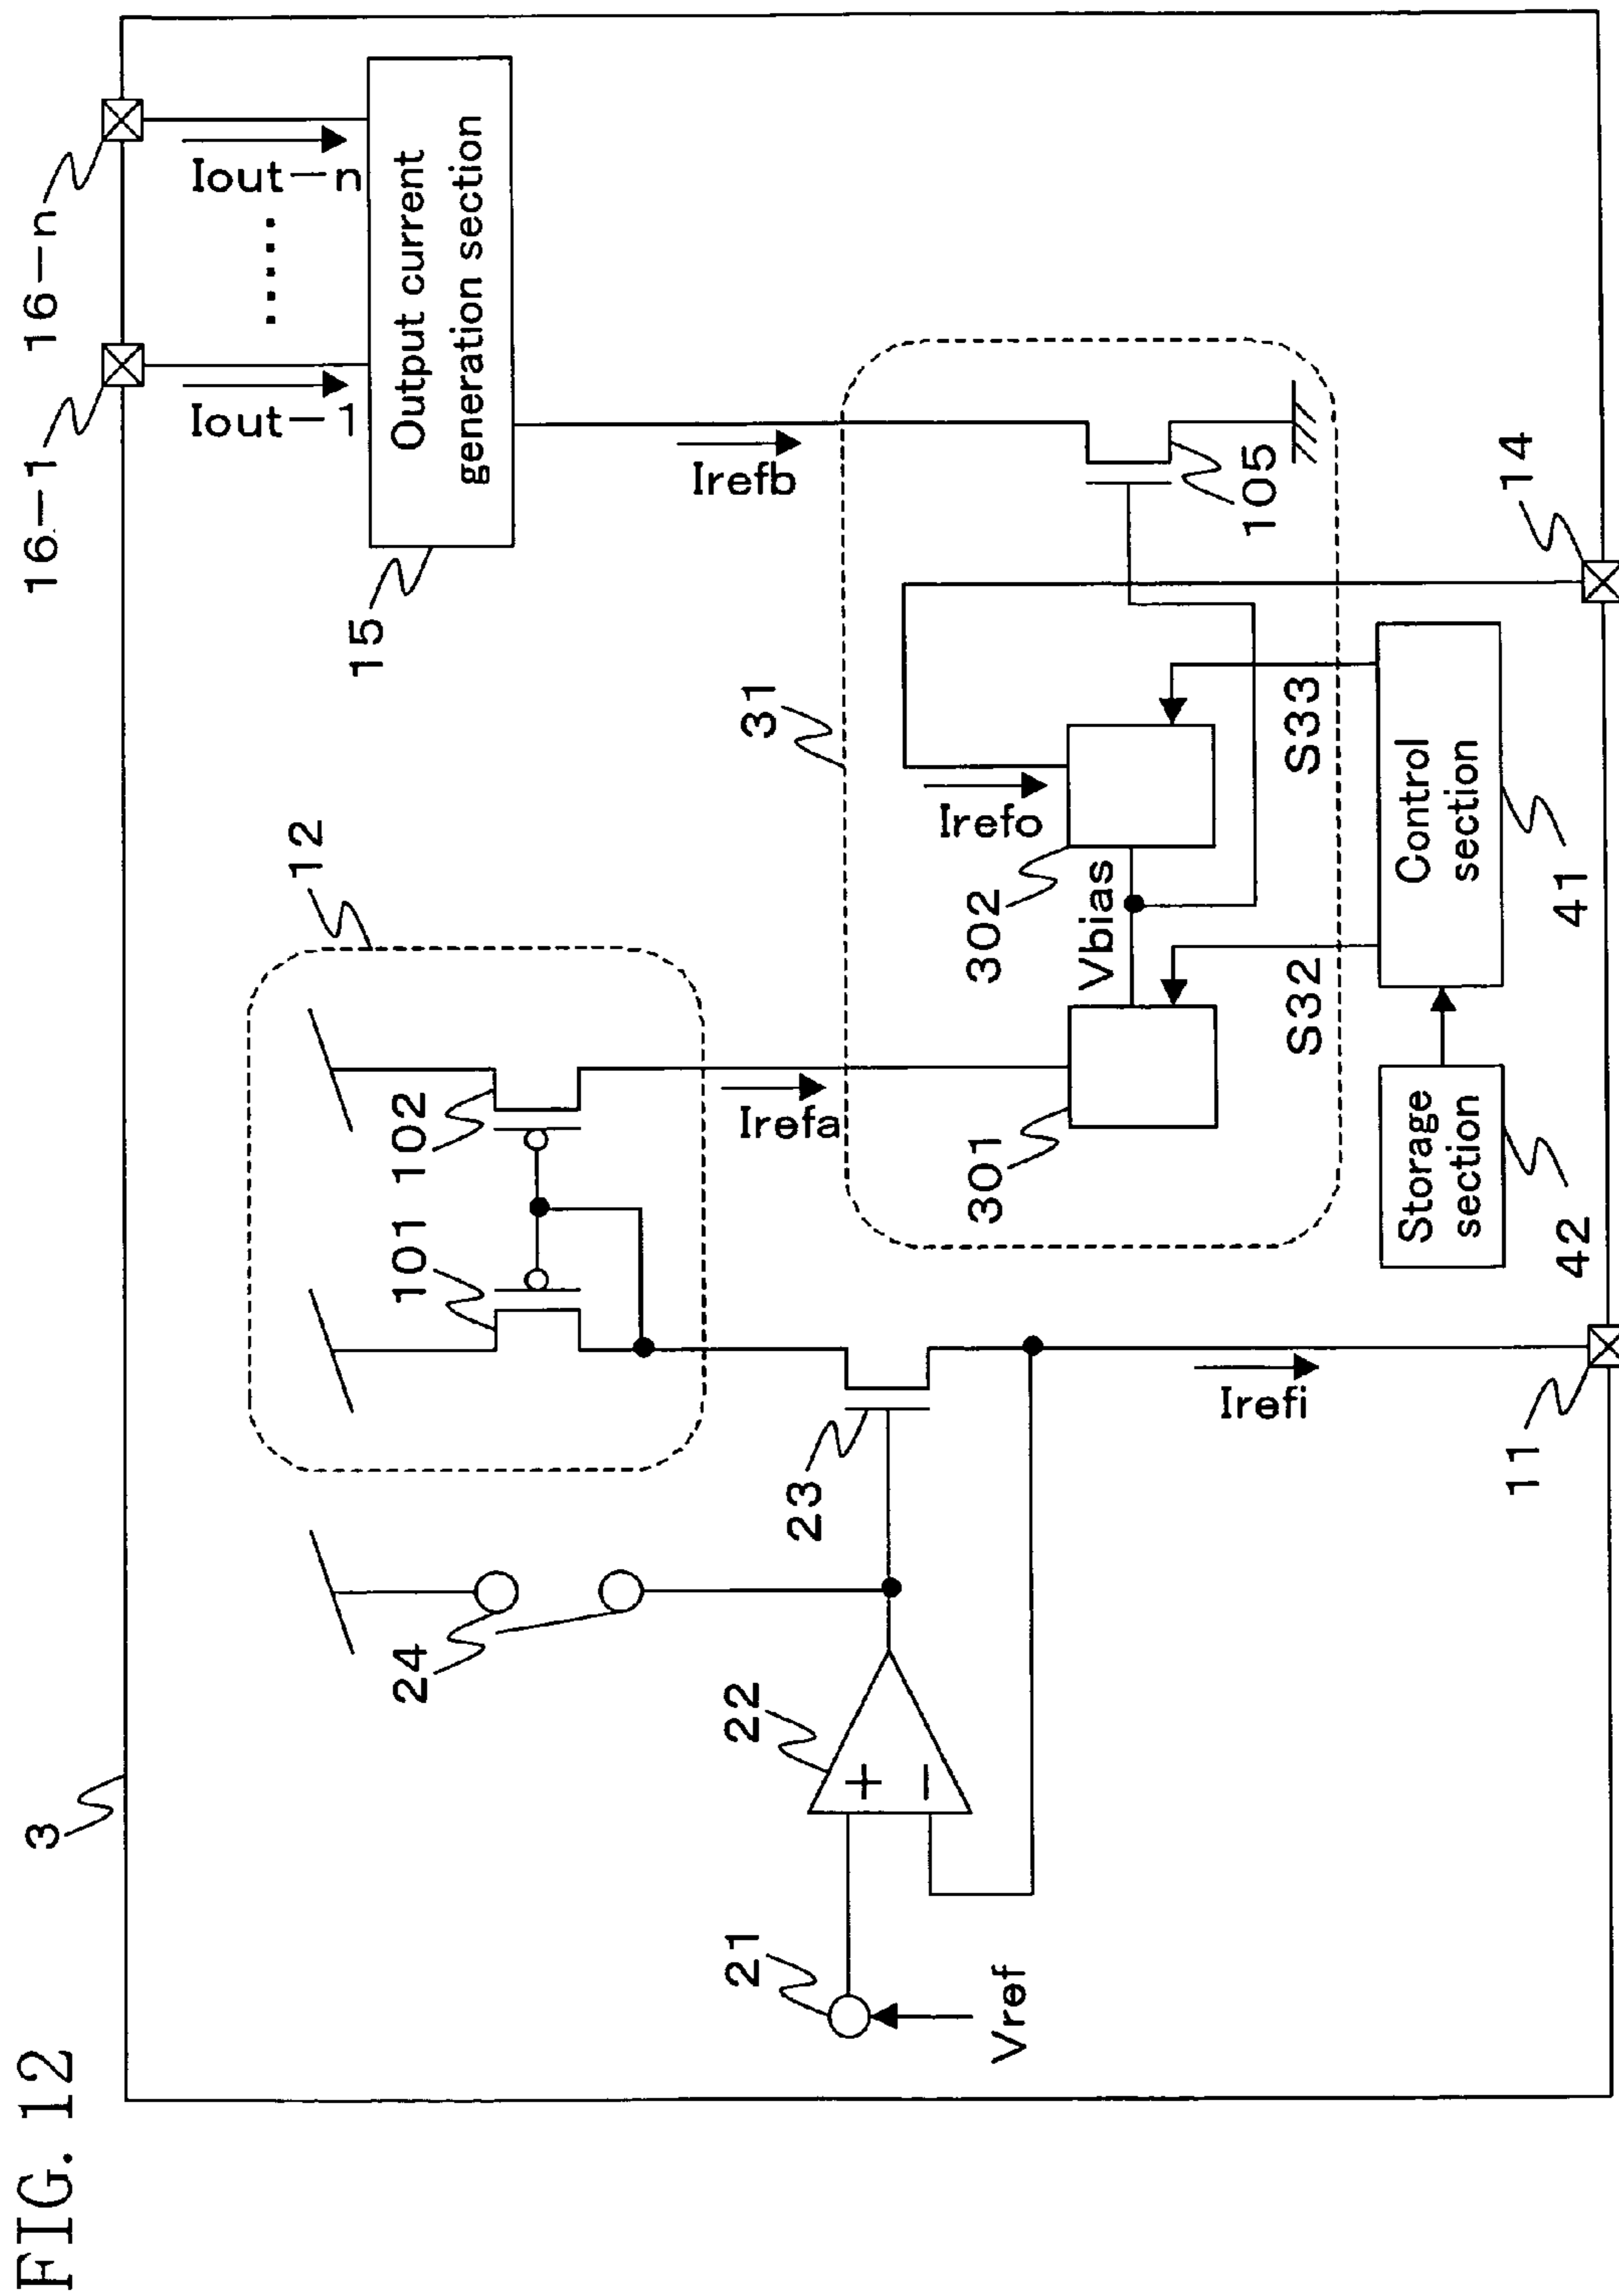 FIG. 12
3
16-1
16-n
Iout-1
.....
Iout-n
15
Output current
generation section
12
24
101
102
21
Vref
22
+
−
23
Irefa
Irefb
31
301
302
Vbias
Irefo
105
Irefi
S32
S33
42
Storage
section
41
Control
section
11
14